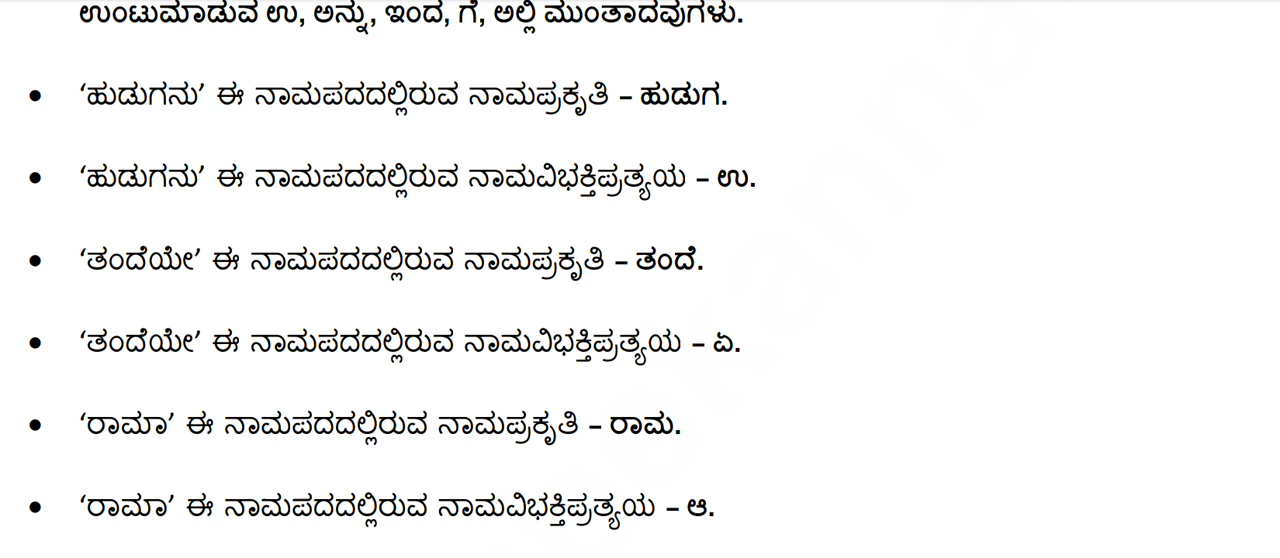 ಉಂಟುಮಾಡುವ ಉ, ಅನ್ನು, ಇಂದ, ಗೆ, ಅಲ್ಲಿ ಮುಂತಾದವುಗಳು.
• ‘ಹುಡುಗನು’ ಈ ನಾಮಪದದಲ್ಲಿರುವ ನಾಮಪ್ರಕೃತಿ – ಹುಡುಗ.
• ‘ಹುಡುಗನು’ ಈ ನಾಮಪದದಲ್ಲಿರುವ ನಾಮವಿಭಕ್ತಿಪ್ರತ್ಯಯ – ಉ.
• ‘ತಂದೆಯೇ’ ಈ ನಾಮಪದದಲ್ಲಿರುವ ನಾಮಪ್ರಕೃತಿ – ತಂದೆ.
• ‘ತಂದೆಯೇ’ ಈ ನಾಮಪದದಲ್ಲಿರುವ ನಾಮವಿಭಕ್ತಿಪ್ರತ್ಯಯ – ಏ.
• ‘ರಾಮಾ’ ಈ ನಾಮಪದದಲ್ಲಿರುವ ನಾಮಪ್ರಕೃತಿ – ರಾಮ.
• ‘ರಾಮಾ’ ಈ ನಾಮಪದದಲ್ಲಿರುವ ನಾಮವಿಭಕ್ತಿಪ್ರತ್ಯಯ – ಆ.